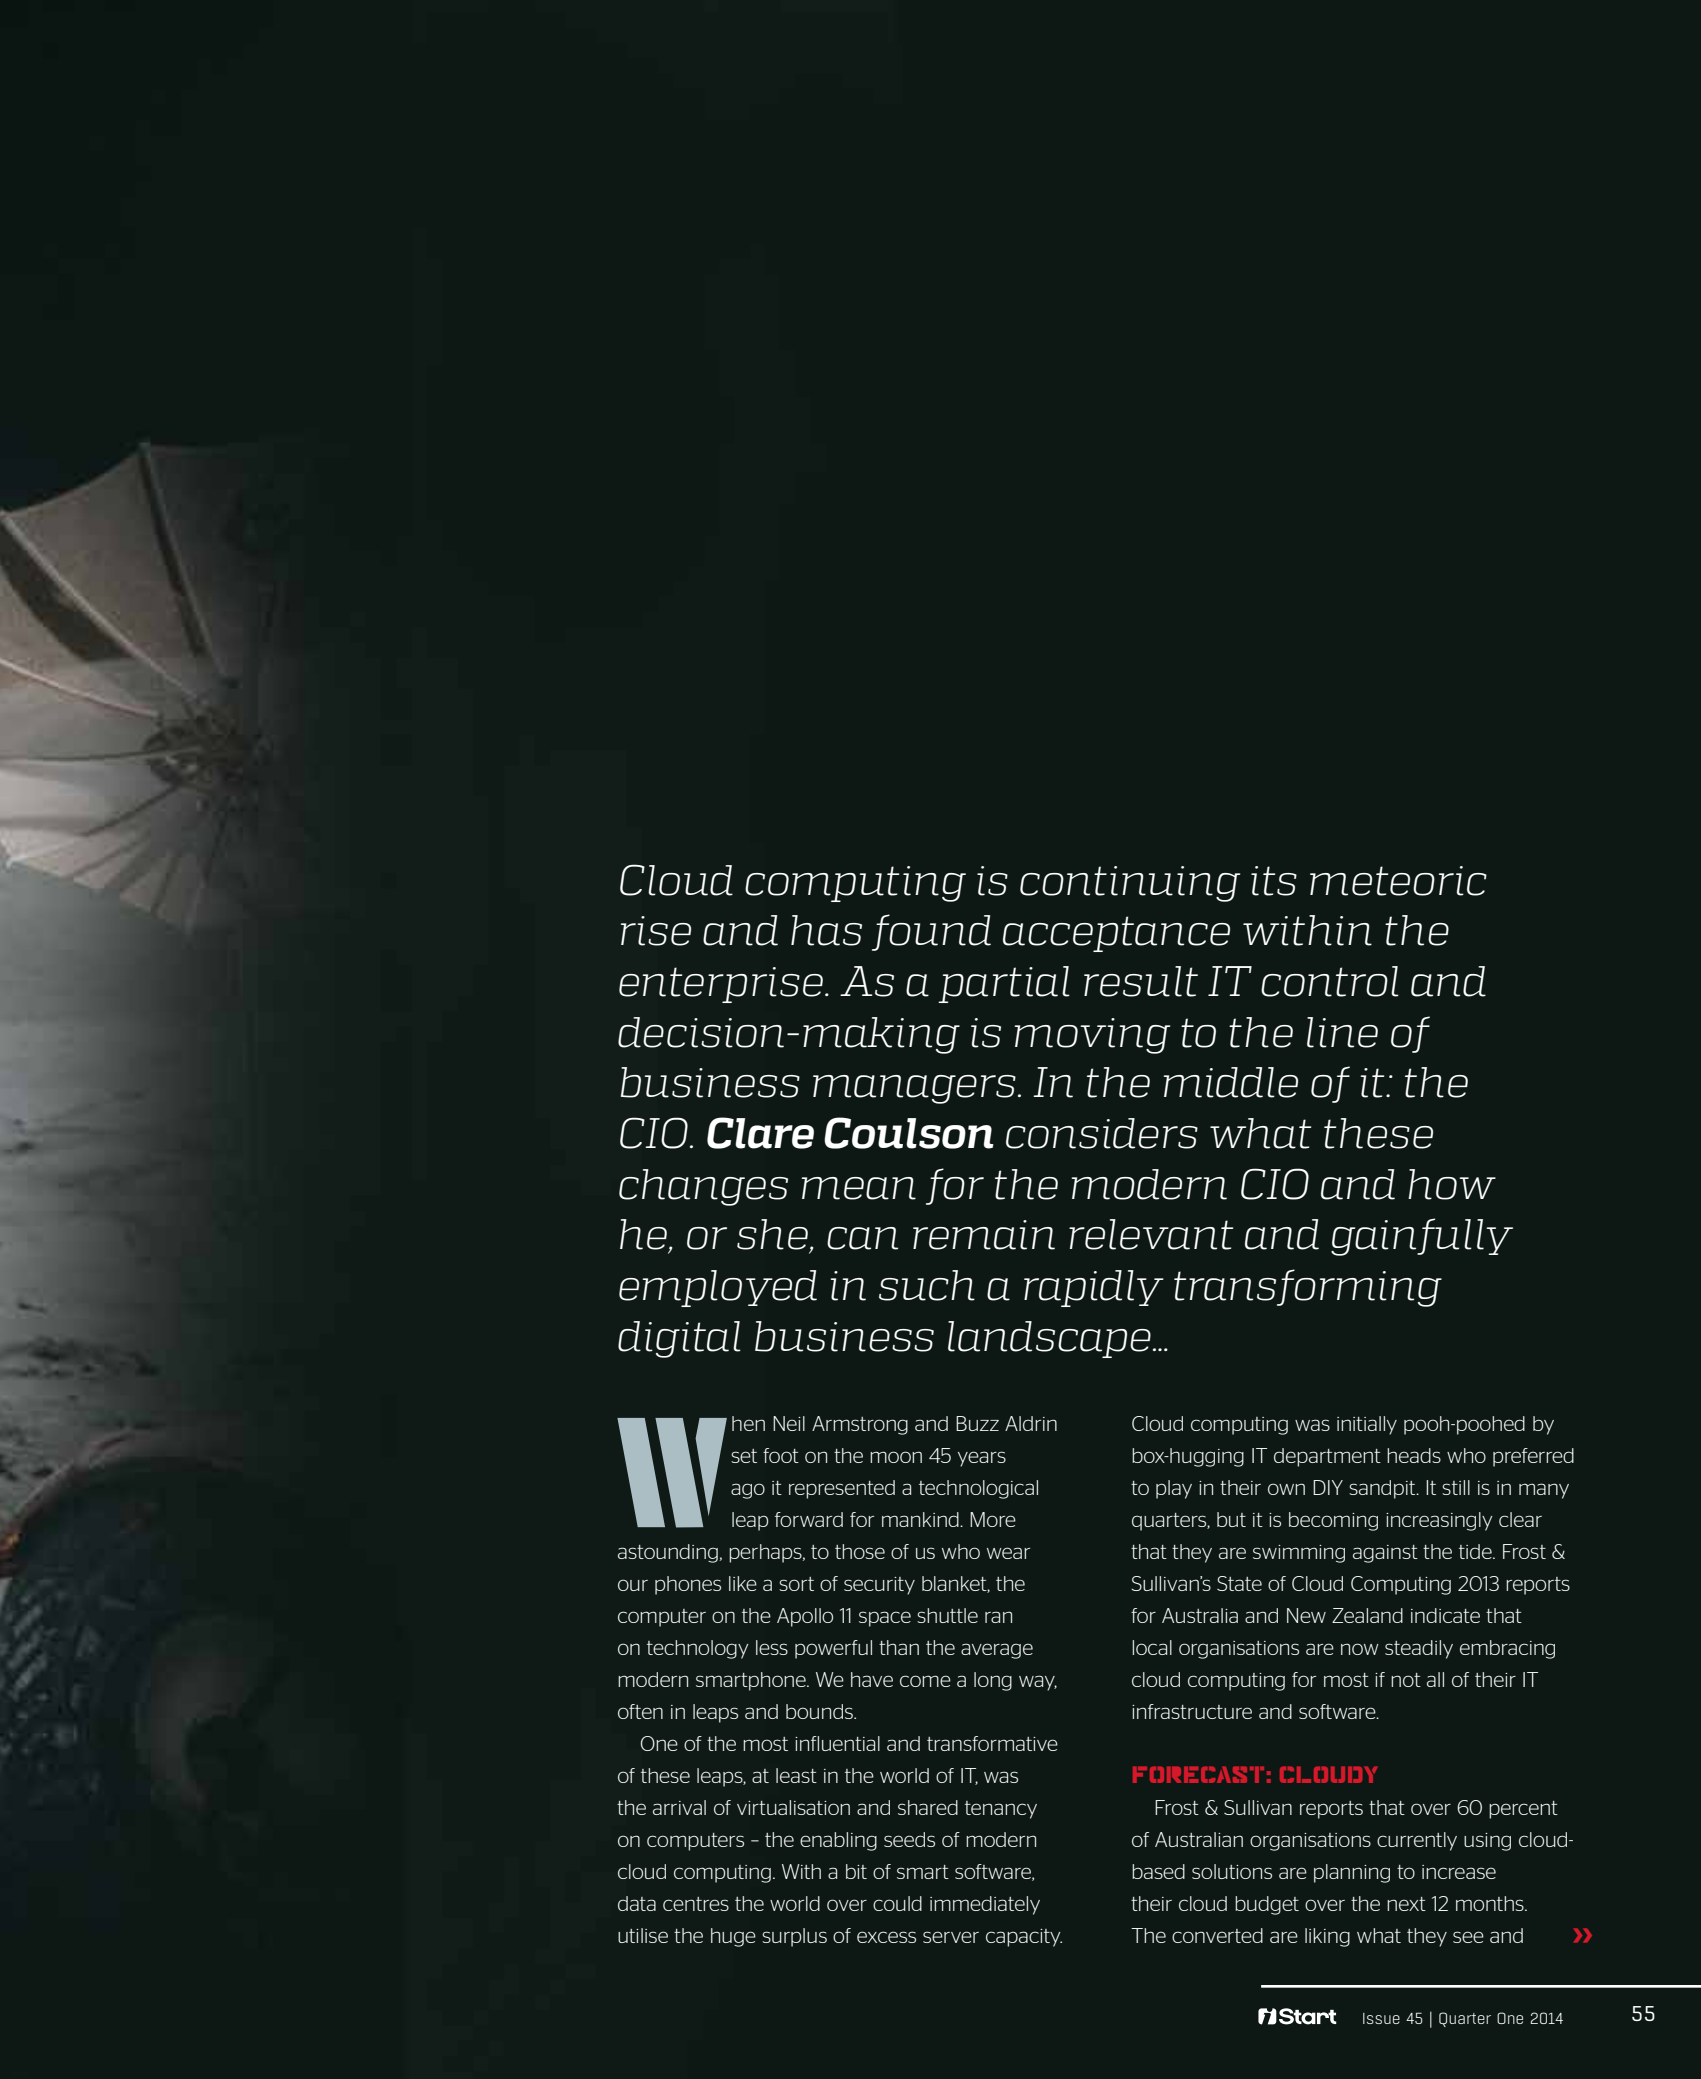 Cloud computing is continuing its meteoric
rise and has found acceptance within the
enterprise. As a partial result IT control and
decision-making is moving to the line of
business managers. In the middle of it: the
CIO. Clare Coulson considers what these
changes mean for the modern CIO and how
he, or she, can remain relevant and gainfully
employed in such a rapidly transforming
digital business landscape...
When Neil Armstrong and Buzz Aldrin
set foot on the moon 45 years
ago it represented a technological
leap forward for mankind. More
astounding, perhaps, to those of us who wear
our phones like a sort of security blanket, the
computer on the Apollo 11 space shuttle ran
on technology less powerful than the average
modern smartphone. We have come a long way,
often in leaps and bounds.
One of the most influential and transformative
of these leaps, at least in the world of IT, was
the arrival of virtualisation and shared tenancy
on computers – the enabling seeds of modern
cloud computing. With a bit of smart software,
data centres the world over could immediately
utilise the huge surplus of excess server capacity.
Cloud computing was initially pooh-poohed by
box-hugging IT department heads who preferred
to play in their own DIY sandpit. It still is in many
quarters, but it is becoming increasingly clear
that they are swimming against the tide. Frost &
Sullivan's State of Cloud Computing 2013 reports
for Australia and New Zealand indicate that
local organisations are now steadily embracing
cloud computing for most if not all of their IT
infrastructure and software.
FORECAST: CLOUDY
Frost & Sullivan reports that over 60 percent
of Australian organisations currently using cloud-
based solutions are planning to increase
their cloud budget over the next 12 months.
The converted are liking what they see and »
iStart Issue 45 | Quarter One 2014 55